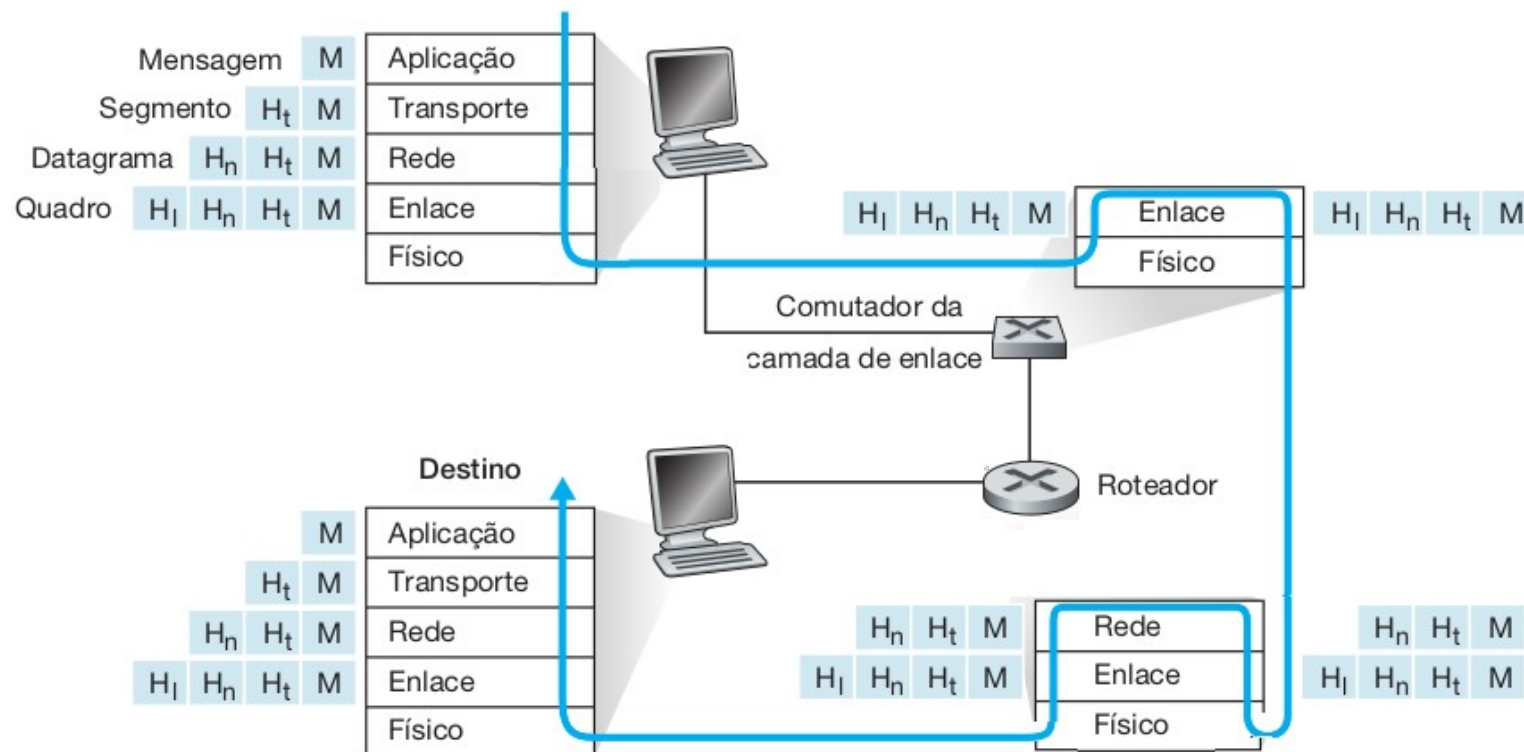 Mensagem M Aplicação
Segmento Ht M Transporte
Datagrama Hn Ht M Rede
Quadro Hl Hn Ht M Enlace
Físico
Hl Hn Ht M Enlace Hl Hn Ht M
Físico
Comutador da
camada de enlace
Roteador
Destino
M Aplicação
Ht M Transporte
Hn Ht M Rede
Hl Hn Ht M Enlace
Físico
Hn Ht M Rede Hn Ht M
Hl Hn Ht M Enlace Hl Hn Ht M
Físico